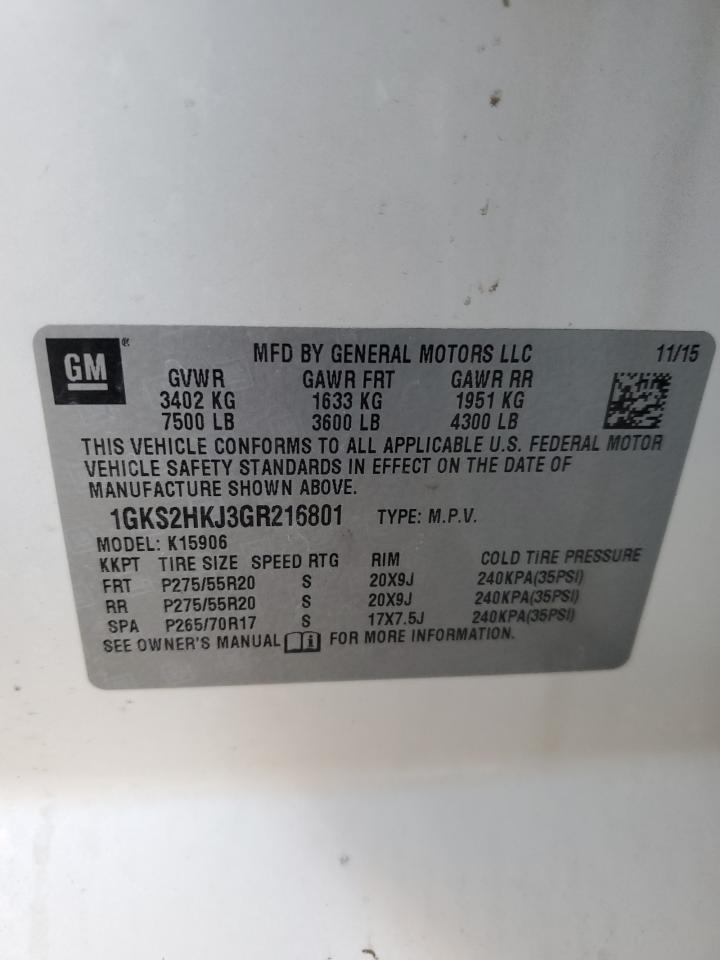 GM®
MFD BY GENERAL MOTORS LLC 11/15
GVWR GAWR FRT GAWR RR
3402 KG 1633 KG 1951 KG
7500 LB 3600 LB 4300 LB
THIS VEHICLE CONFORMS TO ALL APPLICABLE U.S. FEDERAL MOTOR
VEHICLE SAFETY STANDARDS IN EFFECT ON THE DATE OF
MANUFACTURE SHOWN ABOVE.
1GKS2HKJ3GR216801 TYPE: M.P.V.
MODEL: K15906
KKPT TIRE SIZE SPEED RTG RIM COLD TIRE PRESSURE
FRT P275/55R20 S 20X9J 240KPA(35PSI)
RR P275/55R20 S 20X9J 240KPA(35PSI)
SPA P265/70R17 S 17X7.5J 240KPA(35PSI)
SEE OWNER'S MANUAL i FOR MORE INFORMATION.